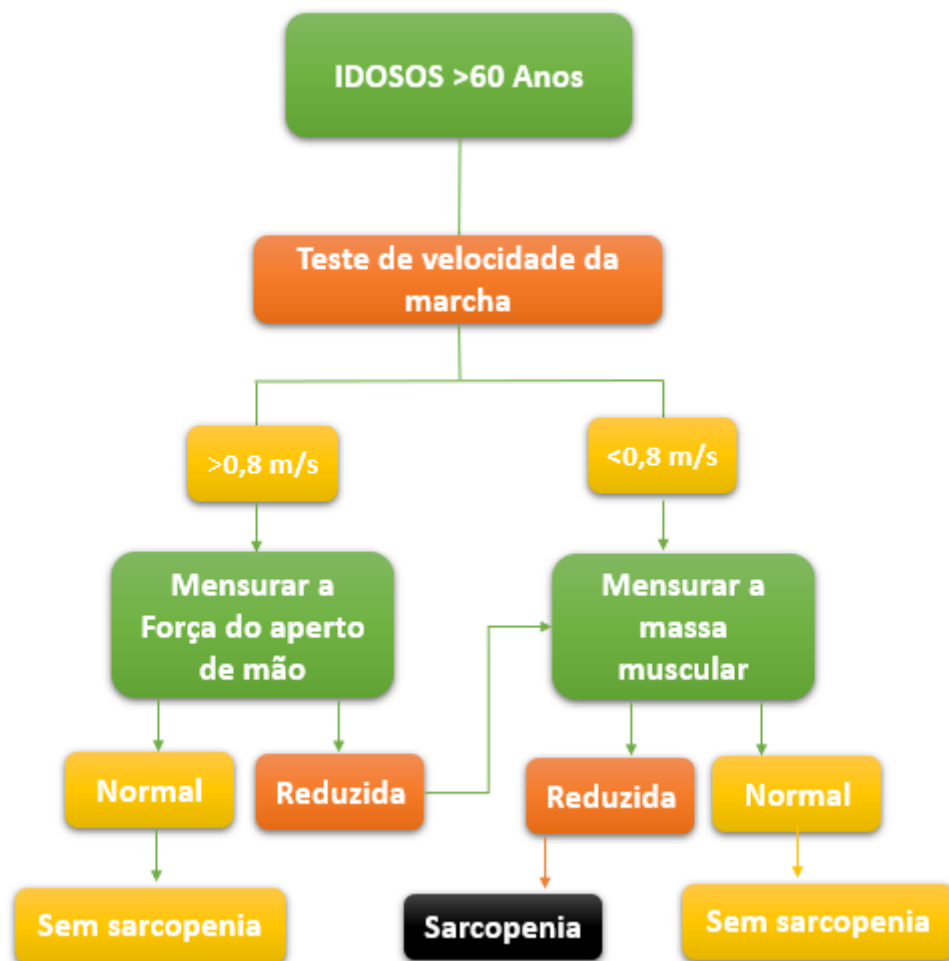 IDOSOS >60 Anos
Teste de velocidade da
marcha
>0,8 m/s
<0,8 m/s
Mensurar a
Força do aperto
de mão
Mensurar a
massa
muscular
Normal
Reduzida
Reduzida
Normal
Sem sarcopenia
Sarcopenia
Sem sarcopenia